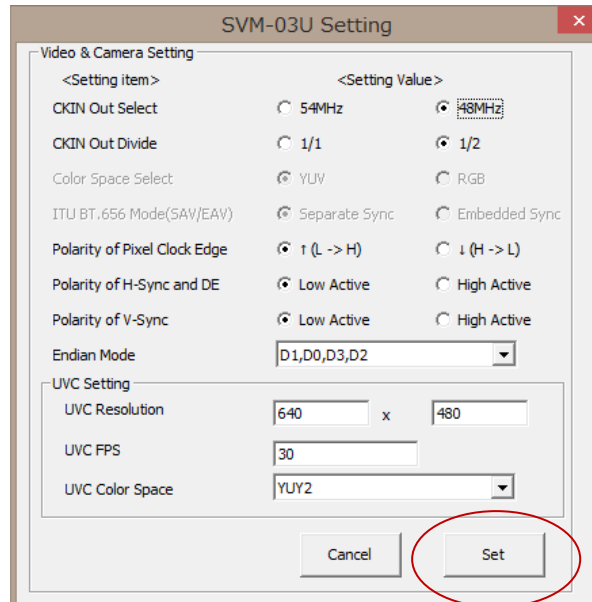 SVM-03U Setting
×
Video & Camera Setting
<Setting item> <Setting Value>
CKIN Out Select 54MHz 48MHz
CKIN Out Divide 1/1 1/2
Color Space Select YUV RGB
ITU BT.656 Mode(SAV/EAV) Separate Sync Embedded Sync
Polarity of Pixel Clock Edge ↑ (L -> H) ↓ (H -> L)
Polarity of H-Sync and DE Low Active High Active
Polarity of V-Sync Low Active High Active
Endian Mode D1,D0,D3,D2
UVC Setting
UVC Resolution 640 x 480
UVC FPS 30
UVC Color Space YUY2
Cancel Set